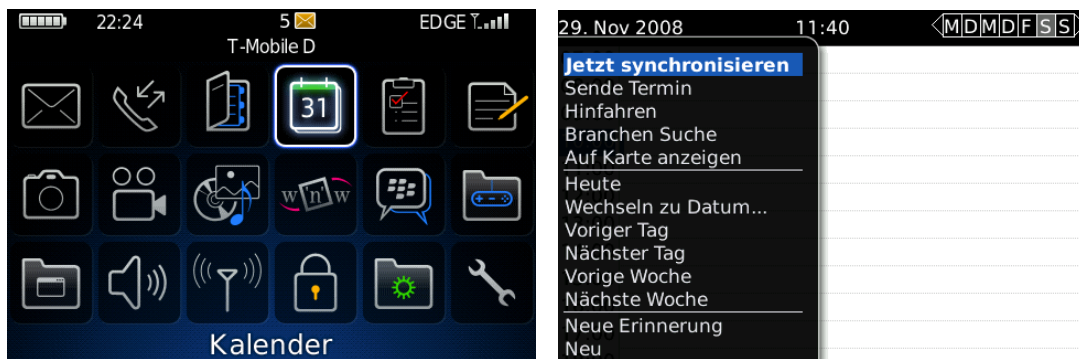 22:24 5 EDGE
T-Mobile D
31
w'n'w
Kalender
29. Nov 2008 11:40 MDMDFSS
Jetzt synchronisieren
Sende Termin
Hinfahren
Branchen Suche
Auf Karte anzeigen
Heute
Wechseln zu Datum...
Voriger Tag
Nächster Tag
Vorige Woche
Nächste Woche
Neue Erinnerung
Neu